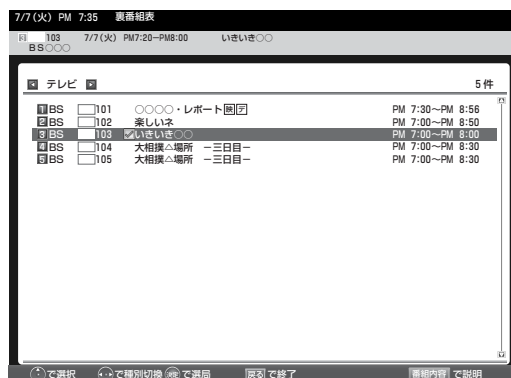 7/7(火) PM 7:35 裏番組表
103 7/7(火) PM7:20-PM8:00 いきいき○○
BS○○○
テレビ 5件
1 BS 101 ○○○○・レポート 映 デ PM 7:30～PM 8:56
2 BS 102 楽しいネ PM 7:00～PM 8:50
3 BS 103 いきいき○○ PM 7:00～PM 8:00
4 BS 104 大相撲△場所 －三日目－ PM 7:00～PM 8:30
5 BS 105 大相撲△場所 －三日目－ PM 7:00～PM 8:30
で選択 で種別切換 決定 で選局 戻る で終了 番組内容 で説明